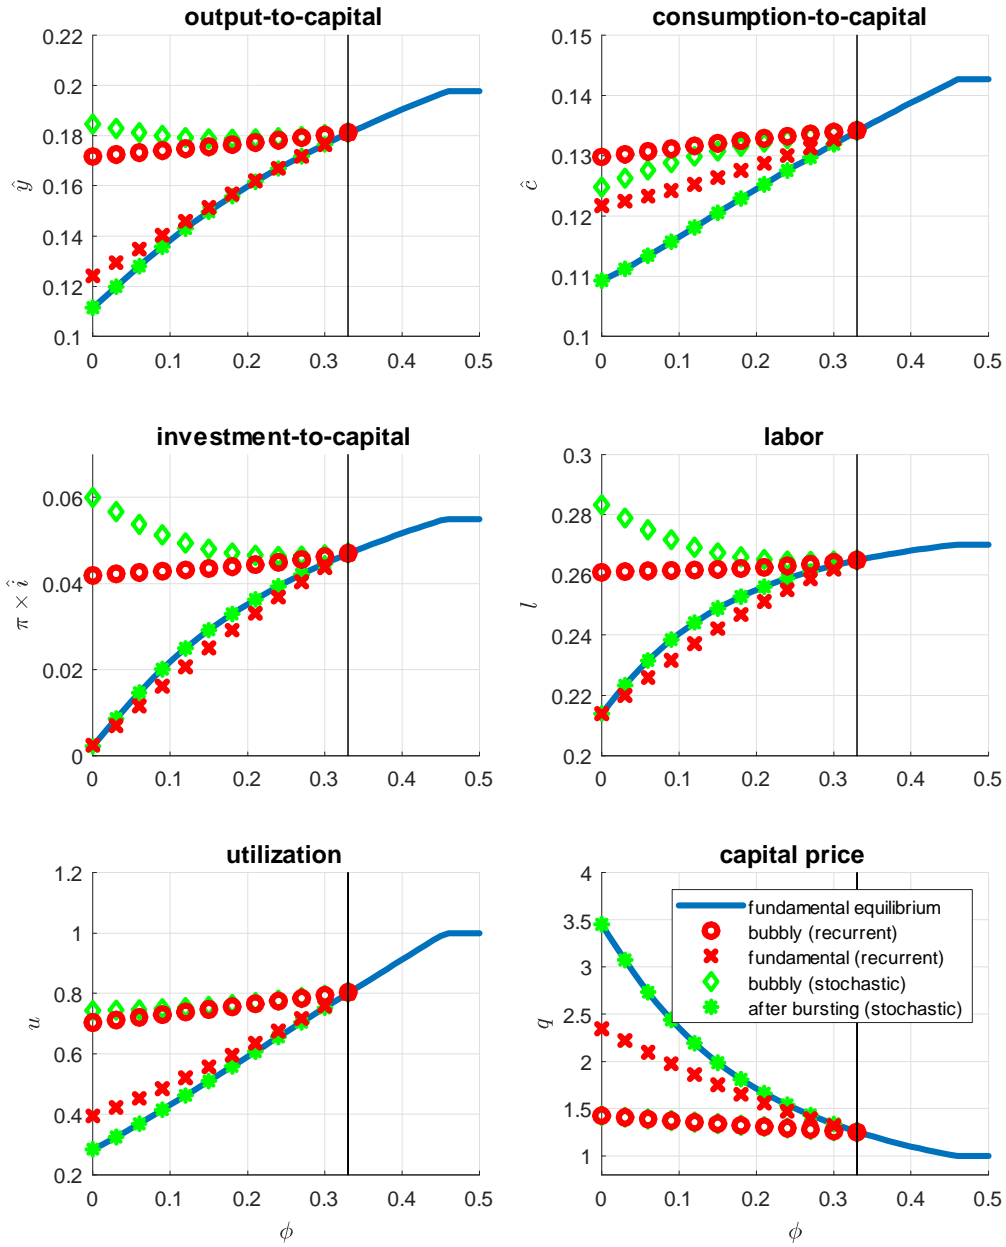 output-to-capital
0.22
0.2
0.18
0.16
0.14
0.12
0.1
ŷ
0 0.1 0.2 0.3 0.4 0.5
consumption-to-capital
0.15
0.14
0.13
0.12
0.11
0.1
ĉ
0 0.1 0.2 0.3 0.4 0.5
investment-to-capital
0.06
0.04
0.02
0
π × î
0 0.1 0.2 0.3 0.4 0.5
labor
0.3
0.28
0.26
0.24
0.22
0.2
l
0 0.1 0.2 0.3 0.4 0.5
utilization
1.2
1
0.8
0.6
0.4
0.2
u
0 0.1 0.2 0.3 0.4 0.5
ϕ
capital price
4
3.5
3
2.5
2
1.5
1
q
fundamental equilibrium
bubbly (recurrent)
fundamental (recurrent)
bubbly (stochastic)
after bursting (stochastic)
0 0.1 0.2 0.3 0.4 0.5
ϕ